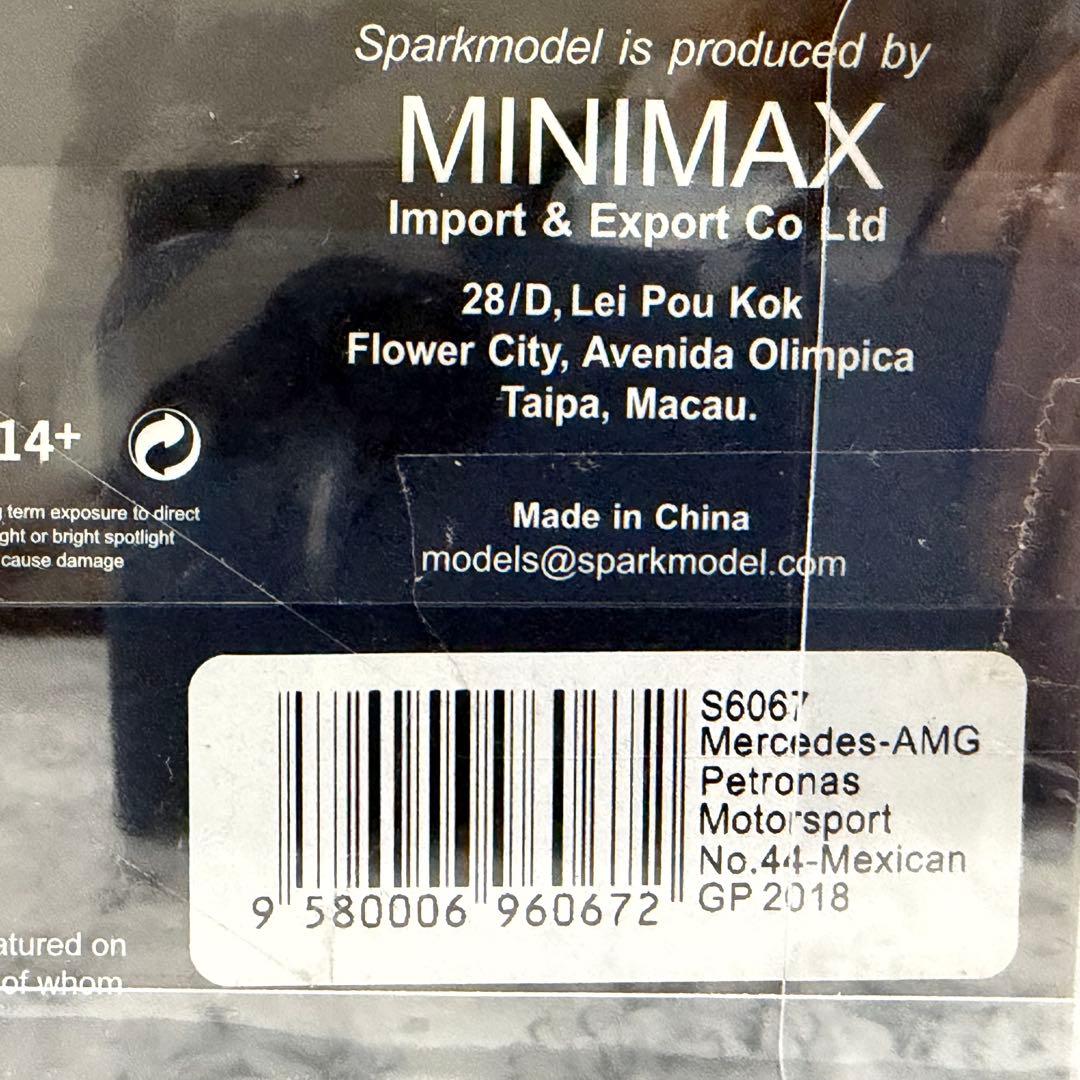 Sparkmodel is produced by
MINIMAX
Import & Export Co Ltd
28/D, Lei Pou Kok
Flower City, Avenida Olimpica
Taipa, Macau.
14+
term exposure to direct
ght or bright spotlight
cause damage
Made in China
models@sparkmodel.com
S6067
Mercedes-AMG
Petronas
Motorsport
No.44-Mexican
GP 2018
9 580006 960672
atured on
of whom